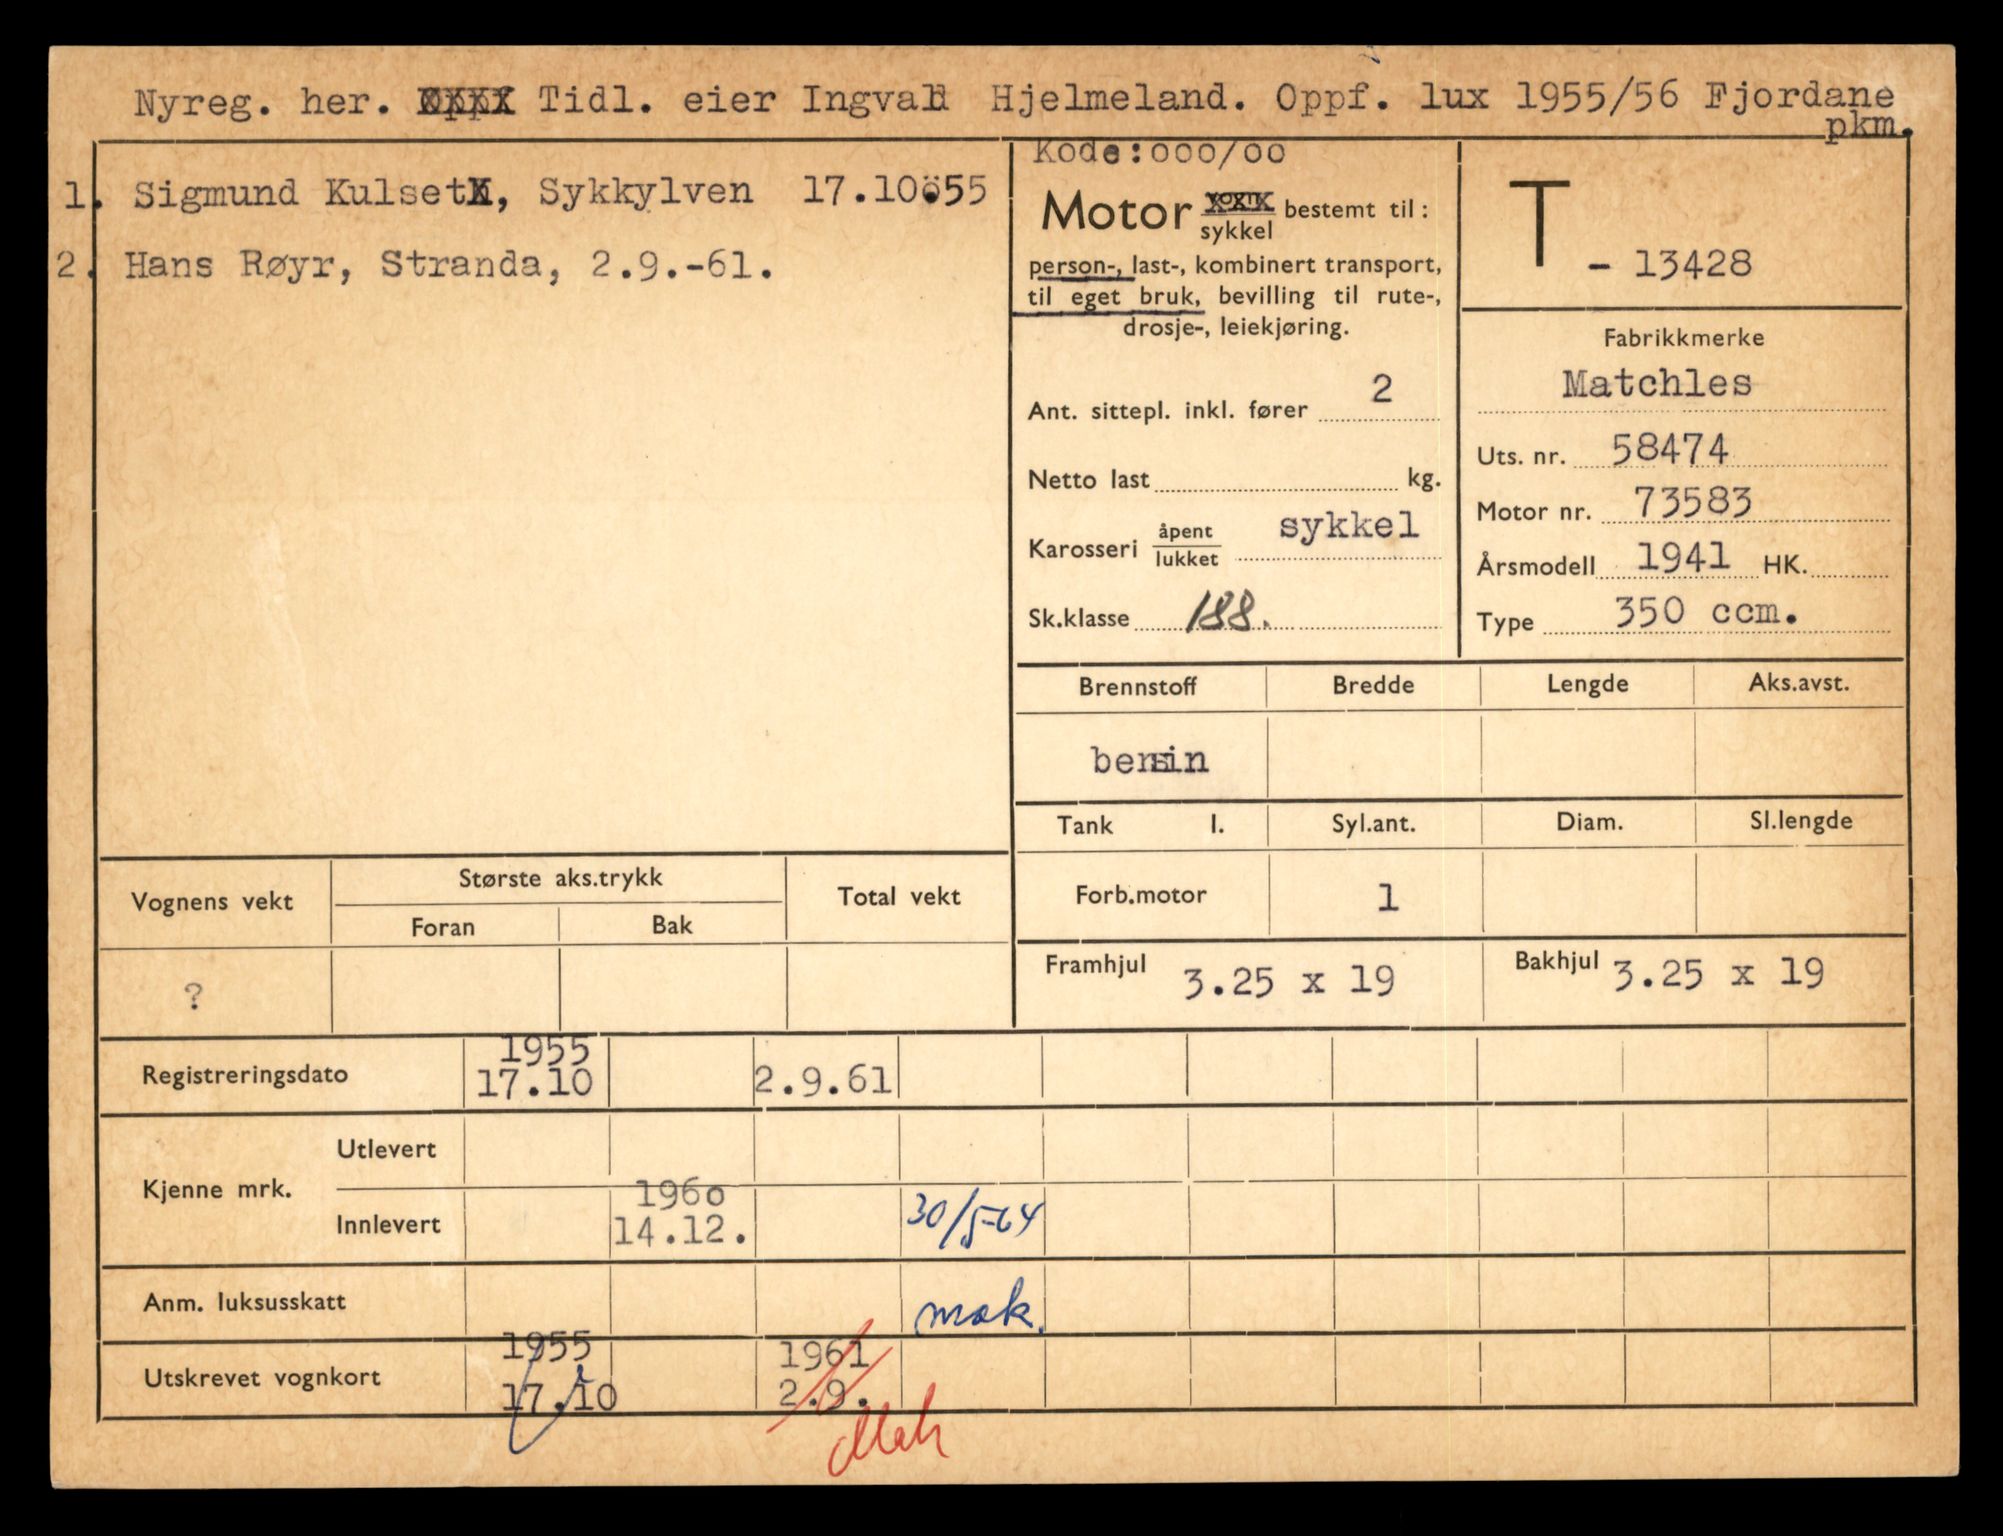 Nyreg. her. Tidl. eier Ingvald Hjelmeland. Oppf. lux 1955/56 Fjordane
pkm.
1. Sigmund Kulset, Sykkylven 17.10.55
2. Hans Røyr, Stranda, 2.9.-61.
Kode:000/00
Motor vogn/sykkel bestemt til:
person-, last-, kombinert transport,
til eget bruk, bevilling til rute-,
drosje-, leiekjøring.
Ant. sittepl. inkl. fører 2
Netto last kg.
Karosseri åpent/lukket sykkel
Sk.klasse 188.
T - 13428
Fabrikkmerke
Matchles
Uts. nr. 58474
Motor nr. 73583
Årsmodell 1941 HK.
Type 350 ccm.
Brennstoff Bredde Lengde Aks.avst.
bensin
Tank l. Syl.ant. Diam. Sl.lengde
Forb.motor 1
Framhjul 3.25 x 19 Bakhjul 3.25 x 19
Vognens vekt Største aks.trykk Total vekt
Foran Bak
?
Registreringsdato 1955 17.10 2.9.61
Kjenne mrk. Utlevert
Innlevert 1960 14.12. 30/5-64
Anm. luksusskatt mak.
Utskrevet vognkort 1955 17.10 1961 2.9.
Mak